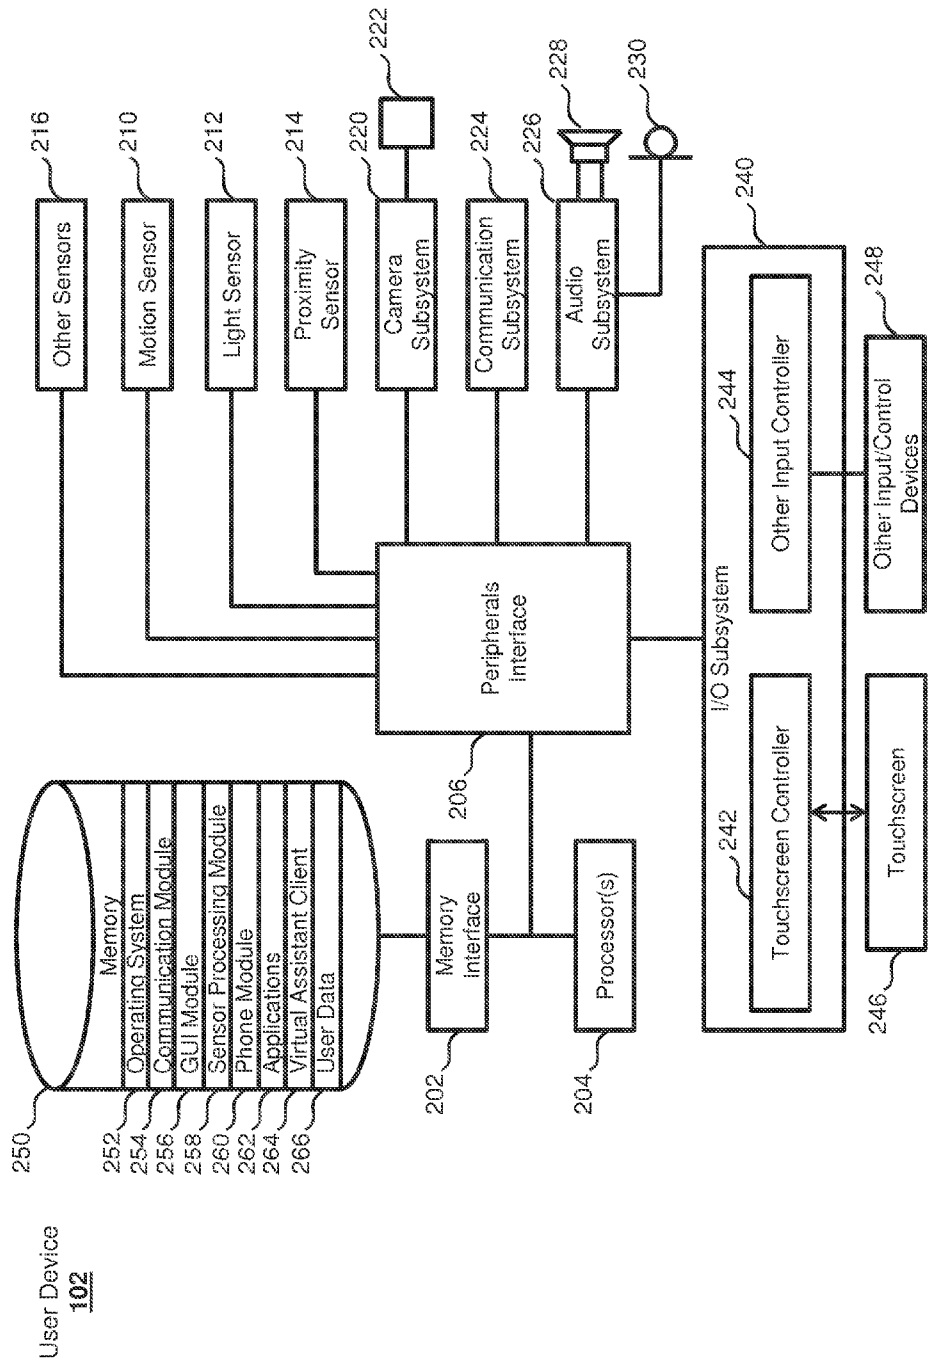 User Device
102
250
Memory
252
Operating System
254
Communication Module
256
GUI Module
258
Sensor Processing Module
260
Phone Module
262
Applications
264
Virtual Assistant Client
266
User Data
202
Memory
interface
204
Processor(s)
206
Peripherals
interface
Other Sensors
216
Motion Sensor
210
Light Sensor
212
Proximity
Sensor
214
Camera
Subsystem
220
222
Communication
Subsystem
224
Audio
Subsystem
226
228
230
I/O Subsystem
240
242
Touchscreen Controller
244
Other Input Controller
246
Touchscreen
248
Other Input/Control
Devices